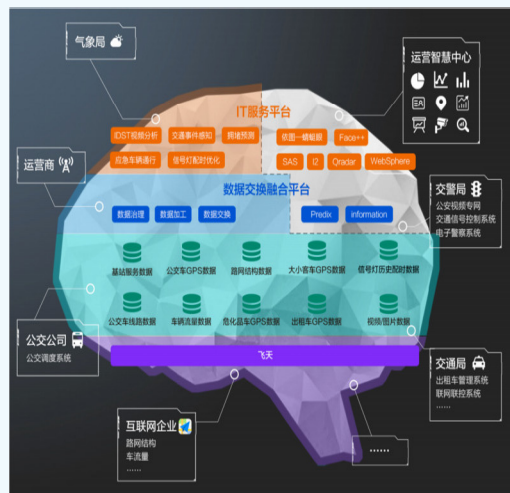 气象局
运营智慧中心
IT服务平台
IDST视频分析 交通事件感知 拥堵预测
依图一蜻蜓眼 Face++
应急车辆通行 信号灯配时优化
SAS I2 Qradar WebSphere
运营商
数据交换融合平台
数据治理 数据加工 数据交换
Predix information
交警局
公安视频专网
交通信号控制系统
电子警察系统
基站服务数据 公交车GPS数据 路网结构数据 大小客车GPS数据 信号灯历史配时数据
公交车线路数据 车辆流量数据 危化品车GPS数据 出租车GPS数据 视频/图片数据
公交公司
公交调度系统
飞天
交通局
出租车管理系统
联网联控系统
......
互联网企业
路网结构
车流量
......
......